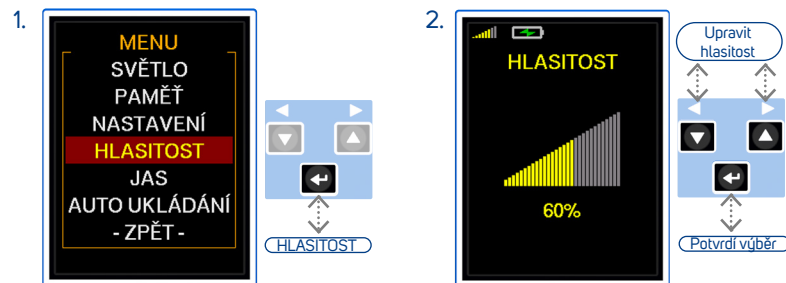 1.
MENU
SVĚTLO
PAMĚŤ
NASTAVENÍ
HLASITOST
JAS
AUTO UKLÁDÁNÍ
- ZPĚT -
HLASITOST
2.
HLASITOST
60%
Upravit
hlasitost
Potvrdí výběr